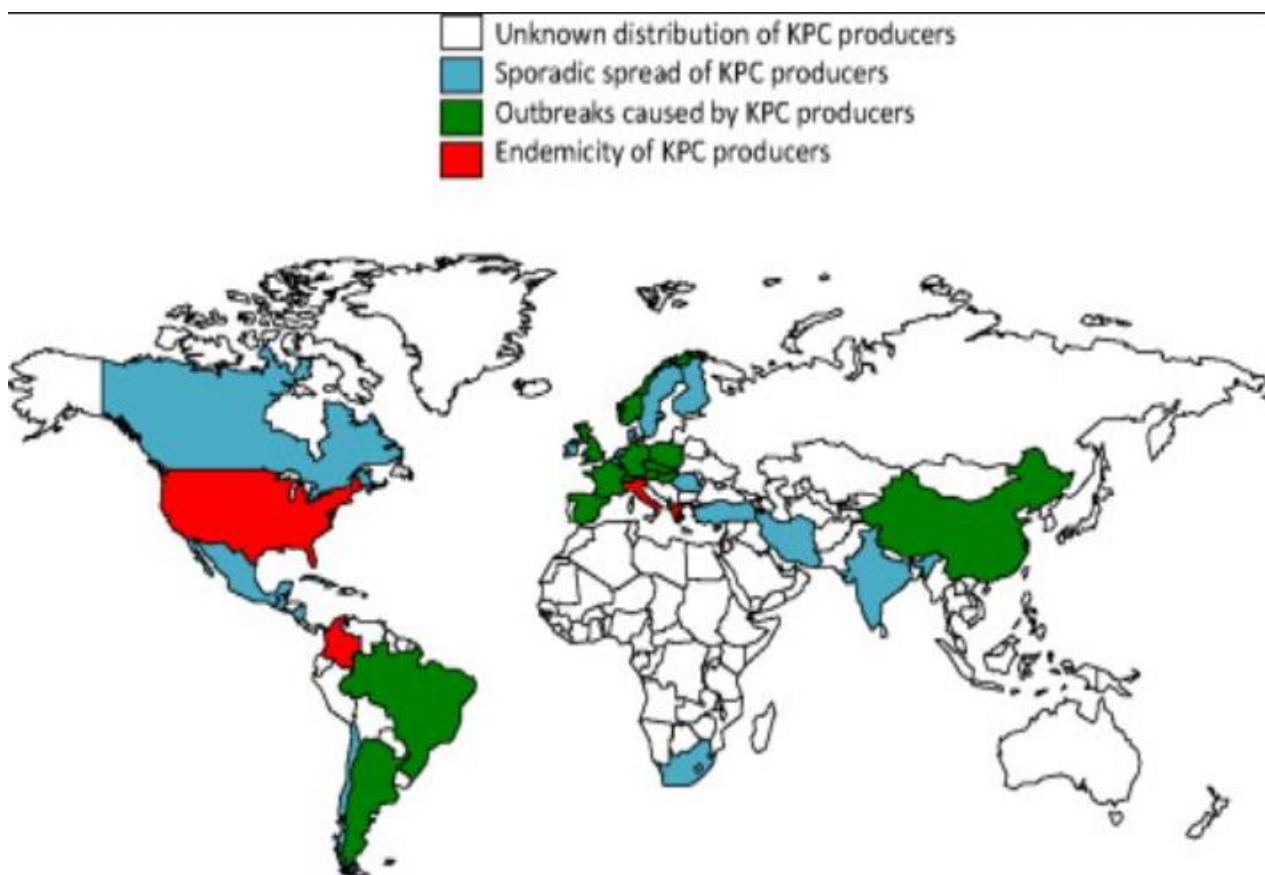 Unknown distribution of KPC producers
Sporadic spread of KPC producers
Outbreaks caused by KPC producers
Endemicity of KPC producers